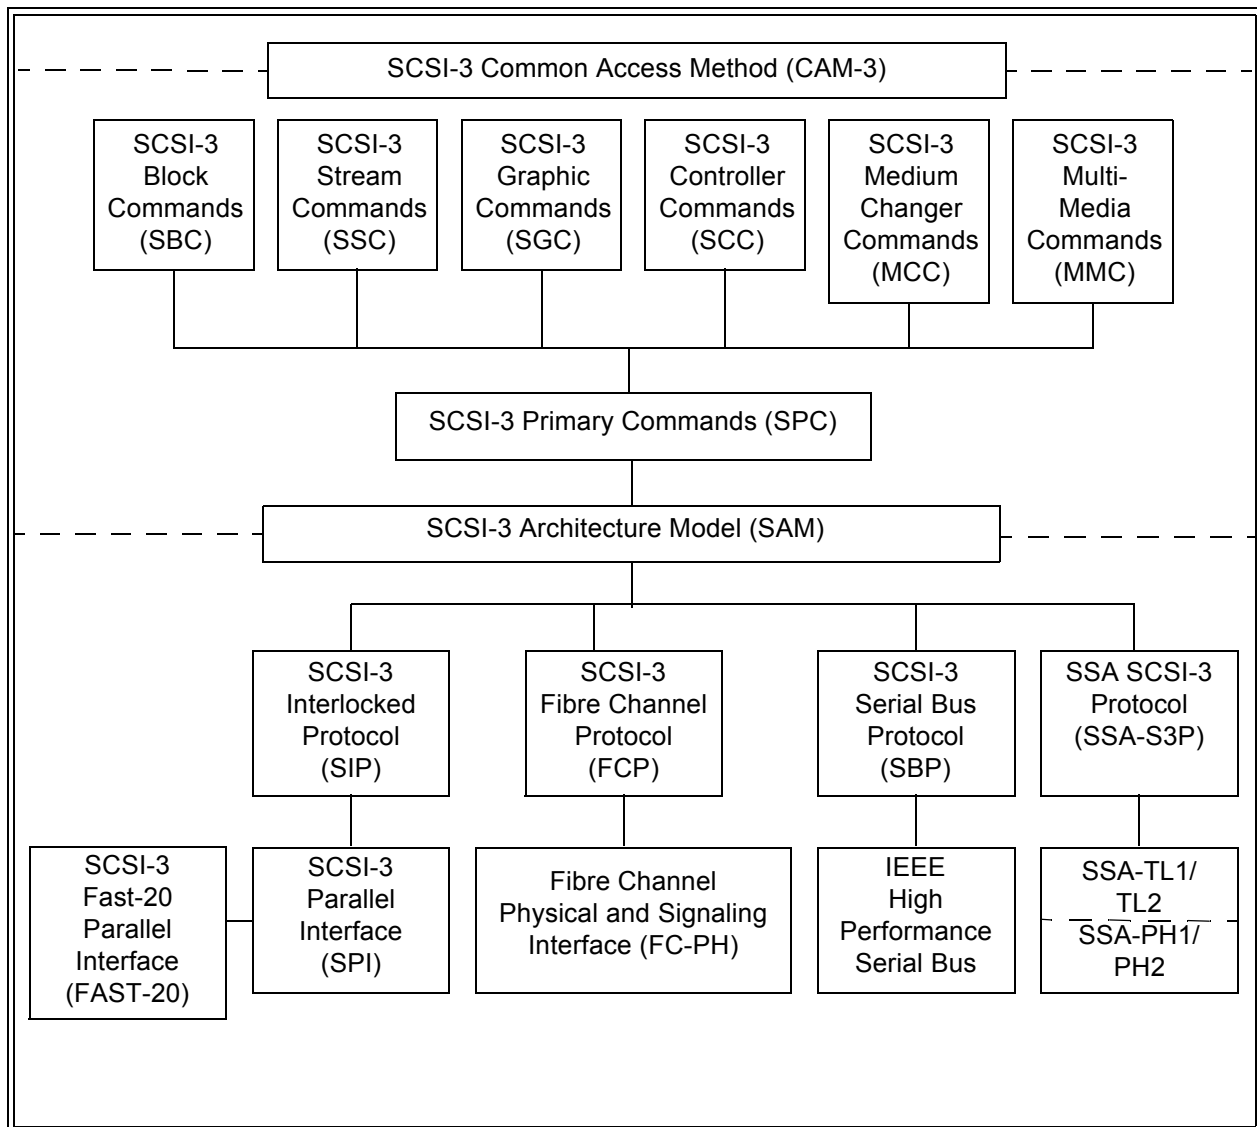 SCSI-3 Common Access Method (CAM-3)
SCSI-3
Block
Commands
(SBC)
SCSI-3
Stream
Commands
(SSC)
SCSI-3
Graphic
Commands
(SGC)
SCSI-3
Controller
Commands
(SCC)
SCSI-3
Medium
Changer
Commands
(MCC)
SCSI-3
Multi-
Media
Commands
(MMC)
SCSI-3 Primary Commands (SPC)
SCSI-3 Architecture Model (SAM)
SCSI-3
Interlocked
Protocol
(SIP)
SCSI-3
Fibre Channel
Protocol
(FCP)
SCSI-3
Serial Bus
Protocol
(SBP)
SSA SCSI-3
Protocol
(SSA-S3P)
SCSI-3
Fast-20
Parallel
Interface
(FAST-20)
SCSI-3
Parallel
Interface
(SPI)
Fibre Channel
Physical and Signaling
Interface (FC-PH)
IEEE
High
Performance
Serial Bus
SSA-TL1/
TL2
SSA-PH1/
PH2